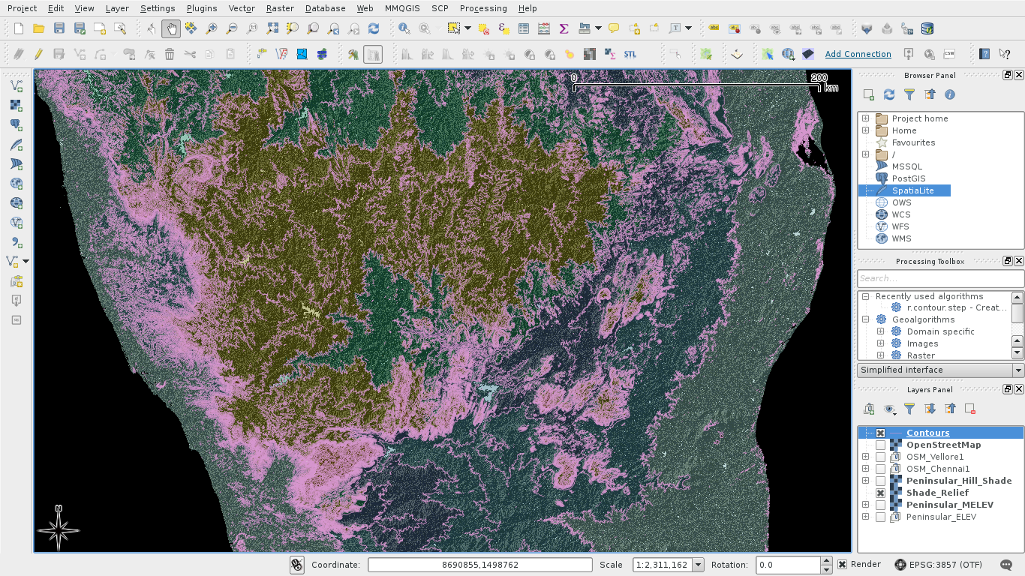 Project Edit View Layer Settings Plugins Vector Raster Database Web MMQGIS SCP Processing Help
STL Add Connection CSW
0 200
km
Browser Panel
Project home
Home
Favourites
/
MSSQL
PostGIS
SpatiaLite
OWS
WCS
WFS
WMS
Processing Toolbox
Search...
Recently used algorithms
r.contour.step - Creat...
Geoalgorithms
Domain specific
Images
Raster
Simplified interface
Layers Panel
Contours
OpenStreetMap
OSM_Vellore1
OSM_Chennai1
Peninsular_Hill_Shade
Shade_Relief
Peninsular_MELEV
Peninsular_ELEV
Coordinate: 8690855,1498762 Scale 1:2,311,162 Rotation: 0.0 Render EPSG:3857 (OTF)